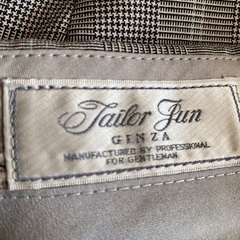 Tailor Jun
GINZA
MANUFACTURED BY PROFESSIONAL
FOR GENTLEMAN